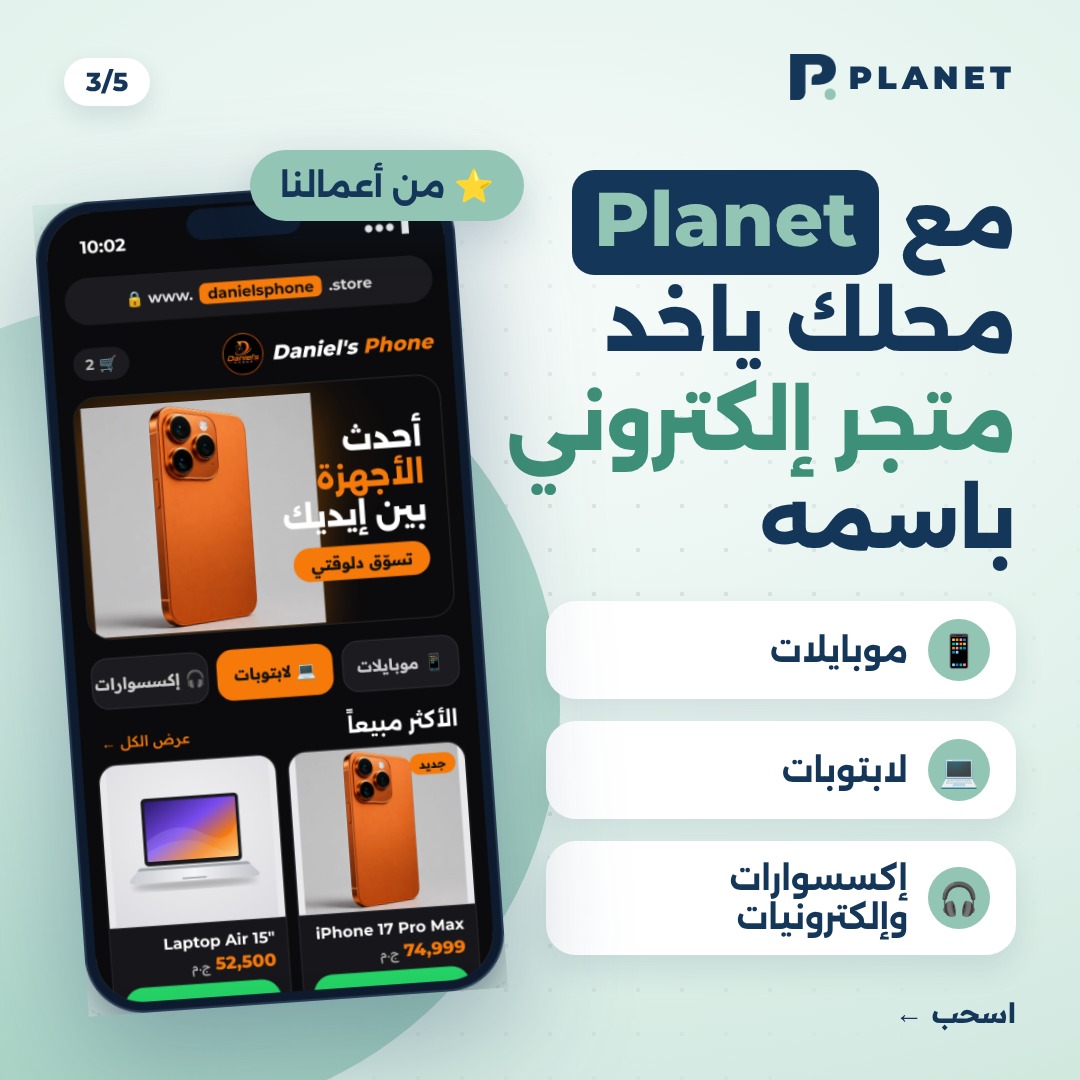 3/5
PLANET
⭐ من أعمالنا
مع Planet
محلك ياخد
متجر إلكتروني
باسمه
📱 موبايلات
💻 لابتوبات
🎧 إكسسوارات
وإلكترونيات
اسحب ←
10:02
🔒 www. danielsphone .store
Daniel's
Daniel's Phone
2 🛒
أحدث
الأجهزة
بين إيديك
تسوّق دلوقتي
📱 موبايلات
💻 لابتوبات
🎧 إكسسوارات
الأكثر مبيعاً
عرض الكل ←
جديد
iPhone 17 Pro Max
74,999 ج.م
Laptop Air 15"
52,500 ج.م